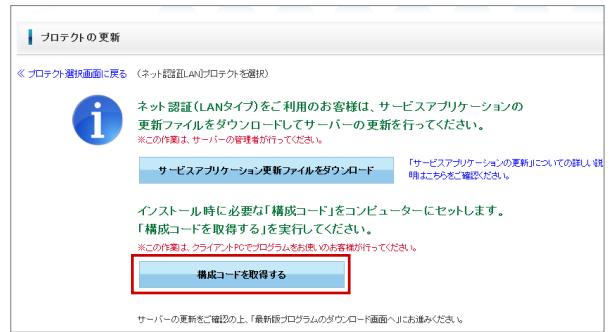 プロテクトの更新
≪ プロテクト選択画面に戻る (ネット認証[LAN]プロテクトを選択)
ネット認証(LANタイプ)をご利用のお客様は、サービスアプリケーションの
更新ファイルをダウンロードしてサーバーの更新を行ってください。
※この作業は、サーバーの管理者が行ってください。
サービスアプリケーション更新ファイルをダウンロード
「サービスアプリケーションの更新」についての詳しい説
明はこちらをご確認ください。
インストール時に必要な「構成コード」をコンピューターにセットします。
「構成コードを取得する」を実行してください。
※この作業は、クライアントPCでプログラムをお使いのお客様が行ってください。
構成コードを取得する
サーバーの更新をご確認の上、「最新版プログラムのダウンロード画面へ」にお進みください。